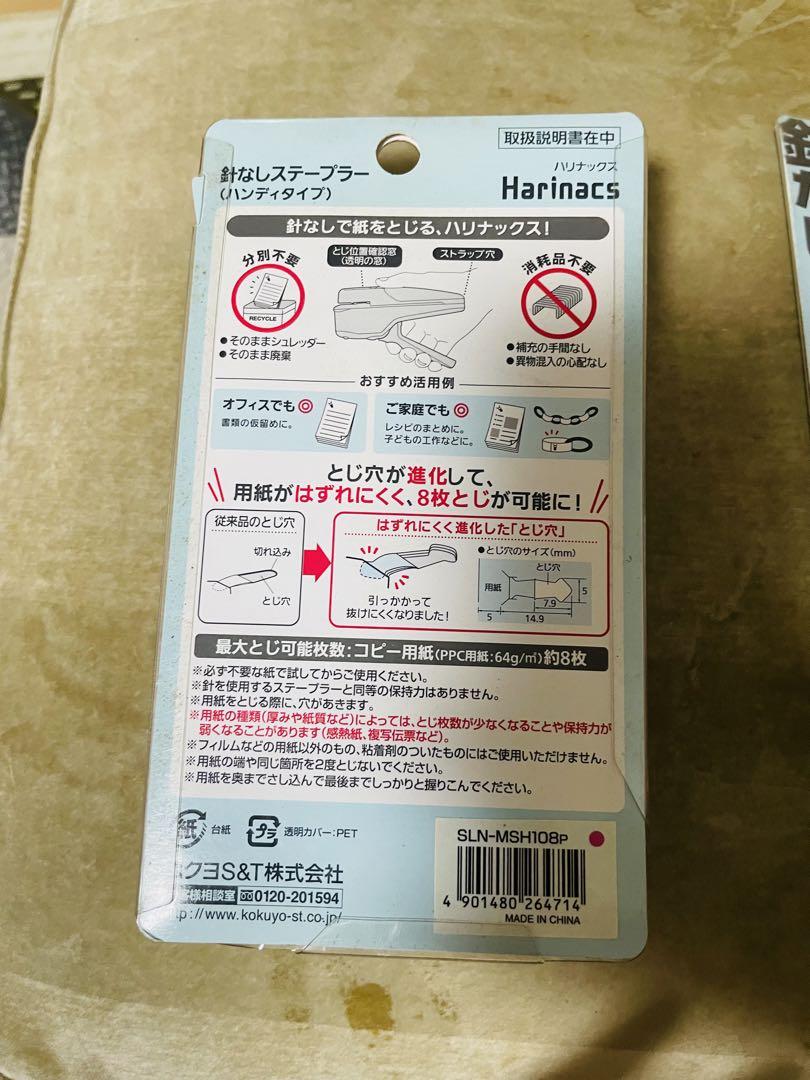 取扱説明書在中
針なしステープラー
(ハンディタイプ)
ハリナックス
Harinacs
針なしで紙をとじる、ハリナックス!
分別不要
RECYCLE
●そのままシュレッダー
●そのまま廃棄
とじ位置確認窓
(透明の窓)
ストラップ穴
消耗品不要
●補充の手間なし
●異物混入の心配なし
おすすめ活用例
オフィスでも◎
書類の仮留めに。
ご家庭でも◎
レシピのまとめに。
子どもの工作などに。
とじ穴が進化して、
用紙がはずれにくく、8枚とじが可能に!
従来品のとじ穴
切れ込み
とじ穴
はずれにくく進化した「とじ穴」
引っかかって
抜けにくくなりました!
●とじ穴のサイズ(mm)
とじ穴
用紙
7.9
5
5
14.9
最大とじ可能枚数:コピー用紙(PPC用紙:64g/㎡)約8枚
※必ず不要な紙で試してからご使用ください。
※針を使用するステープラーと同等の保持力はありません。
※用紙をとじる際に、穴があきます。
※用紙の種類(厚みや紙質など)によっては、とじ枚数が少なくなることや保持力が
弱くなることがあります(感熱紙、複写伝票など)。
※フィルムなどの用紙以外のもの、粘着剤のついたものにはご使用いただけません。
※用紙の端や同じ箇所を2度とじないでください。
※用紙を奥までさし込んで最後までしっかりと握りこんでください。
紙
台紙
プラ
透明カバー:PET
クヨS&T株式会社
客様相談室 0120-201594
p://www.kokuyo-st.co.jp/
SLN-MSH108P
4 901480 264714
MADE IN CHINA
金